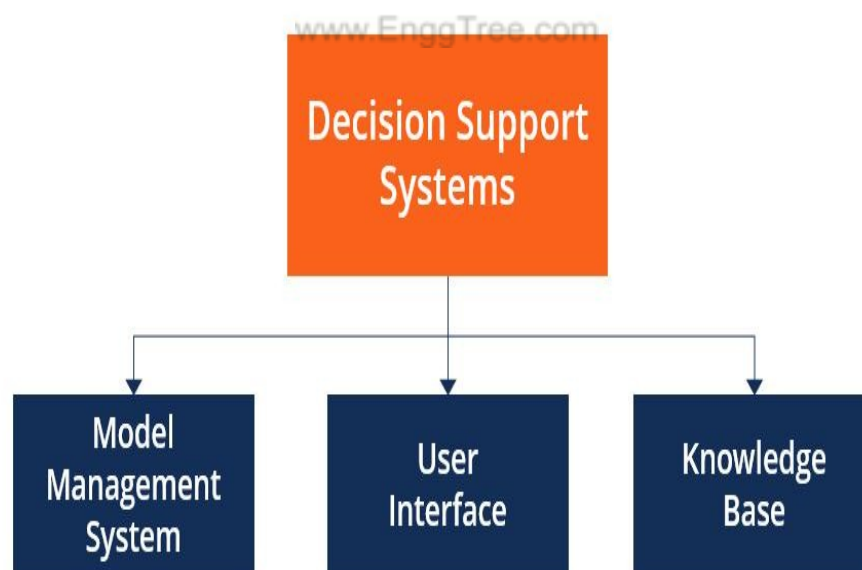 www.EnggTree.com
Decision Support
Systems
Model
Management
System
User
Interface
Knowledge
Base